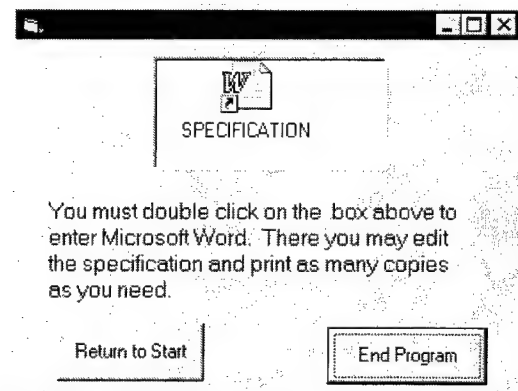 W
SPECIFICATION
You must double click on the box above to
enter Microsoft Word. There you may edit
the specification and print as many copies
as you need.
Return to Start
End Program